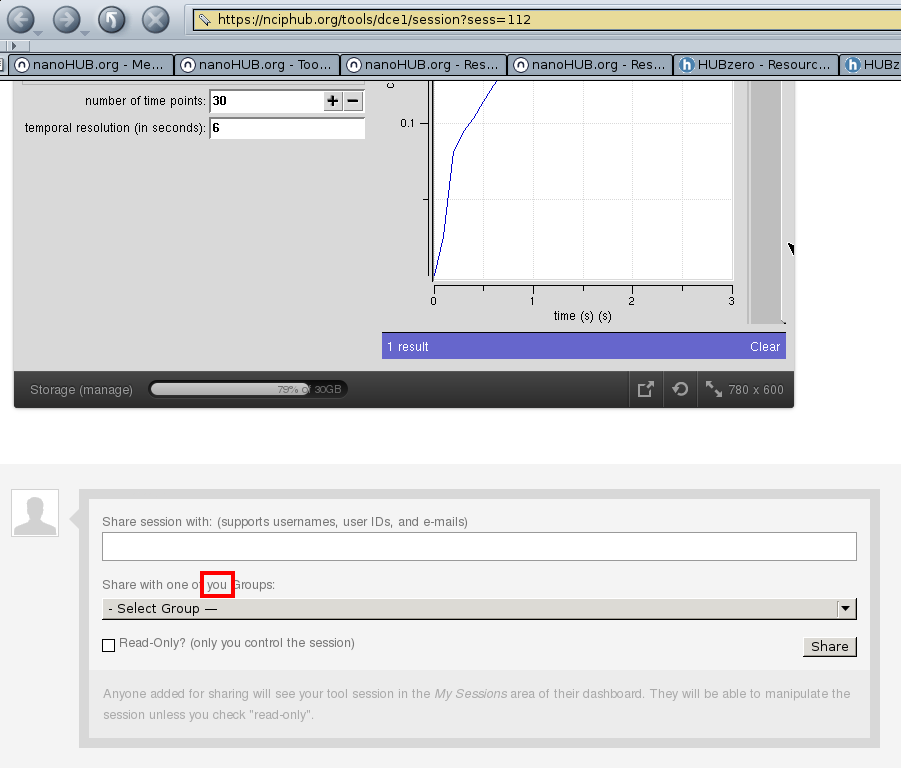 https://nciphub.org/tools/dce1/session?sess=112
nanoHUB.org - Me... nanoHUB.org - Too... nanoHUB.org - Res... nanoHUB.org - Res... HUBzero - Resourc... HUBz
number of time points: 30 + −
temporal resolution (in seconds): 6
0.1
0 1 2 3
time (s) (s)
1 result Clear
Storage (manage) 79% of 30GB 780 x 600
Share session with: (supports usernames, user IDs, and e-mails)
Share with one of you Groups:
- Select Group —
Read-Only? (only you control the session) Share
Anyone added for sharing will see your tool session in the My Sessions area of their dashboard. They will be able to manipulate the
session unless you check "read-only".